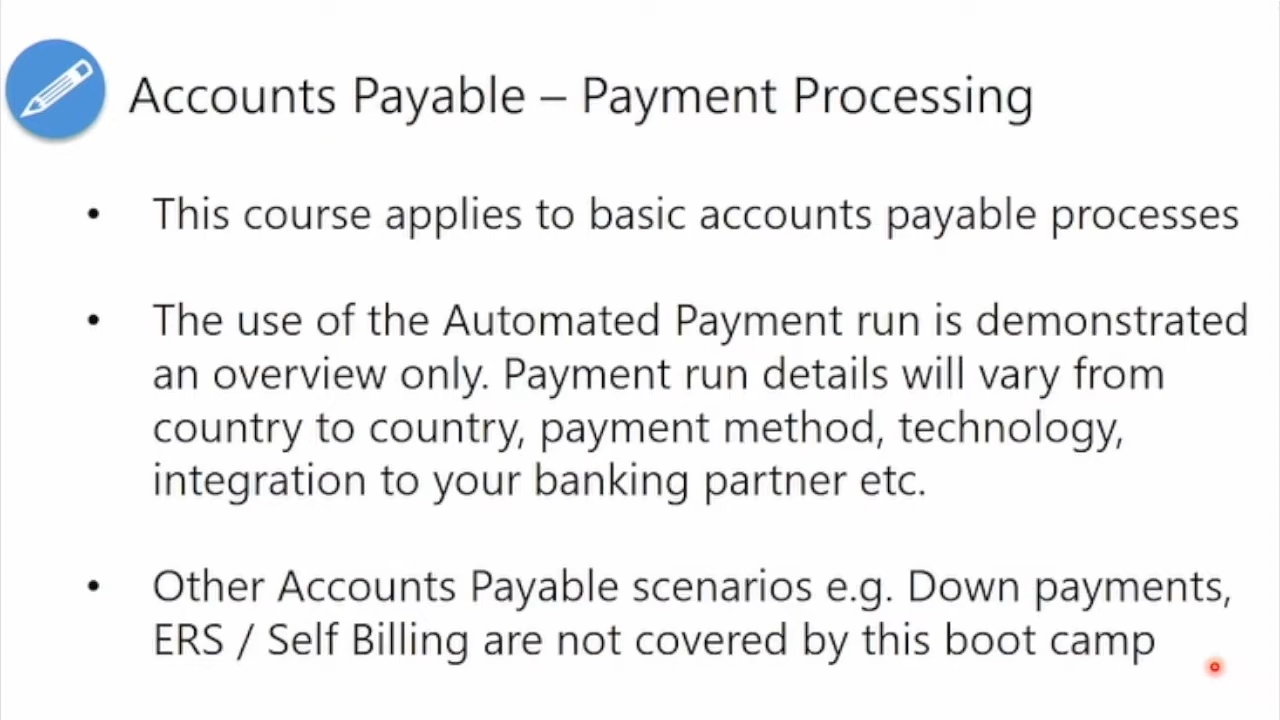 Accounts Payable – Payment Processing
• This course applies to basic accounts payable processes
• The use of the Automated Payment run is demonstrated
an overview only. Payment run details will vary from
country to country, payment method, technology,
integration to your banking partner etc.
• Other Accounts Payable scenarios e.g. Down payments,
ERS / Self Billing are not covered by this boot camp